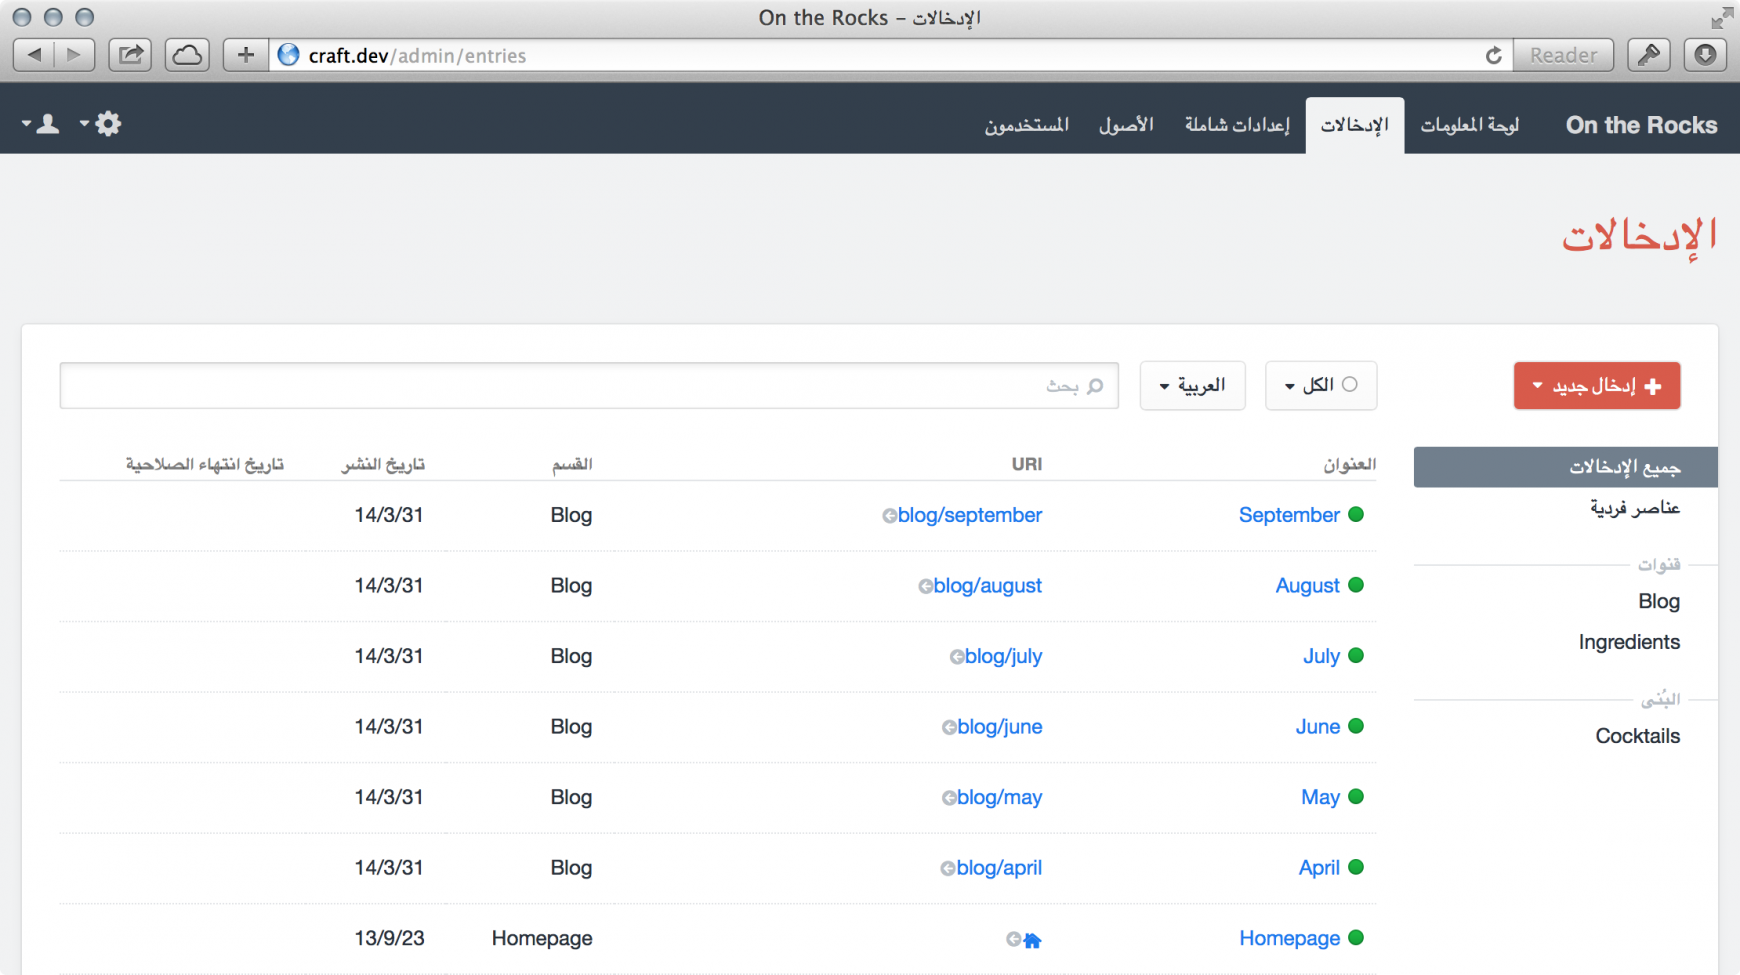 On the Rocks – الإدخالات
craft.dev/admin/entries
Reader
On the Rocks
لوحة المعلومات
الإدخالات
إعدادات شاملة
الأصول
المستخدمون
الإدخالات
إدخال جديد
الكل
العربية
بحث
جميع الإدخالات
عناصر فردية
قنوات
Blog
Ingredients
البُنى
Cocktails
العنوان URI القسم تاريخ النشر تاريخ انتهاء الصلاحية
September blog/september Blog 14/3/31
August blog/august Blog 14/3/31
July blog/july Blog 14/3/31
June blog/june Blog 14/3/31
May blog/may Blog 14/3/31
April blog/april Blog 14/3/31
Homepage Homepage 13/9/23